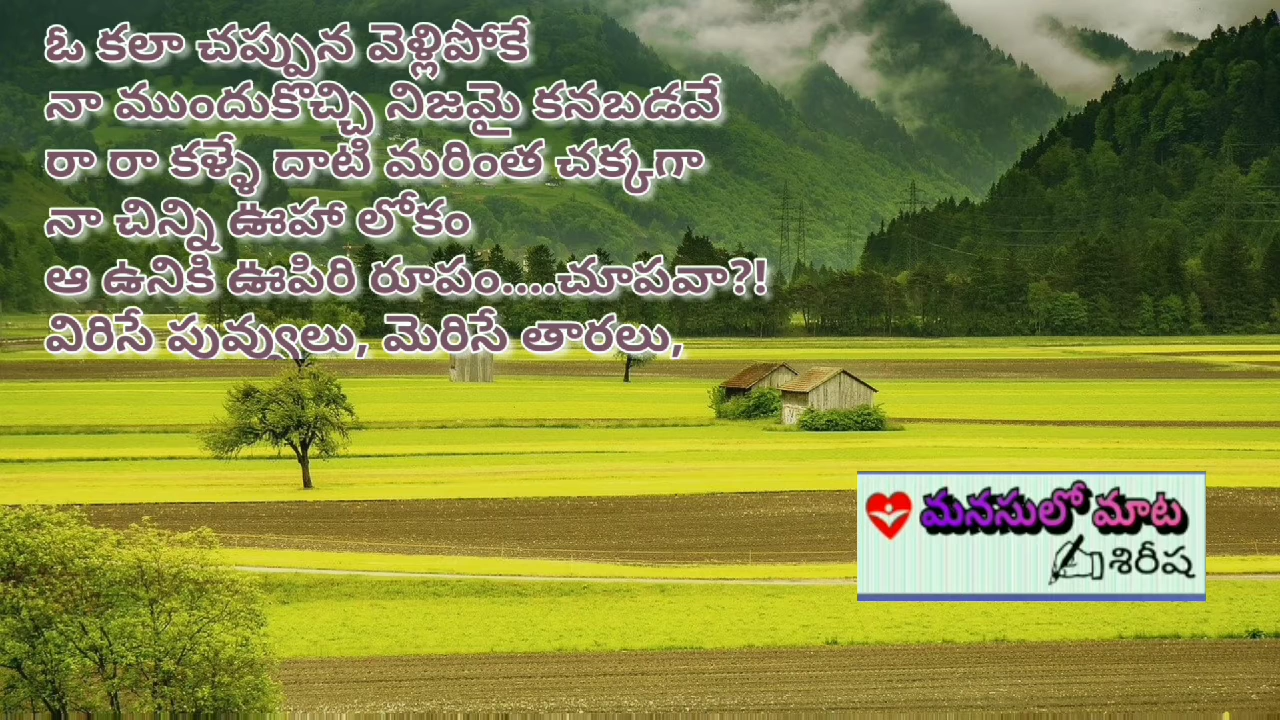 ఓ కలా చప్పున వెళ్లిపోకే
నా ముందుకొచ్చి నిజమై కనబడవే
రా రా కళ్ళే దాటి మరింత చక్కగా
నా చిన్ని ఊహా లోకం
ఆ ఉనికి ఊపిరి రూపం....చూపవా?!
విరిసే పువ్వులు, మెరిసే తారలు,
మనసులో మాట
శిరీష